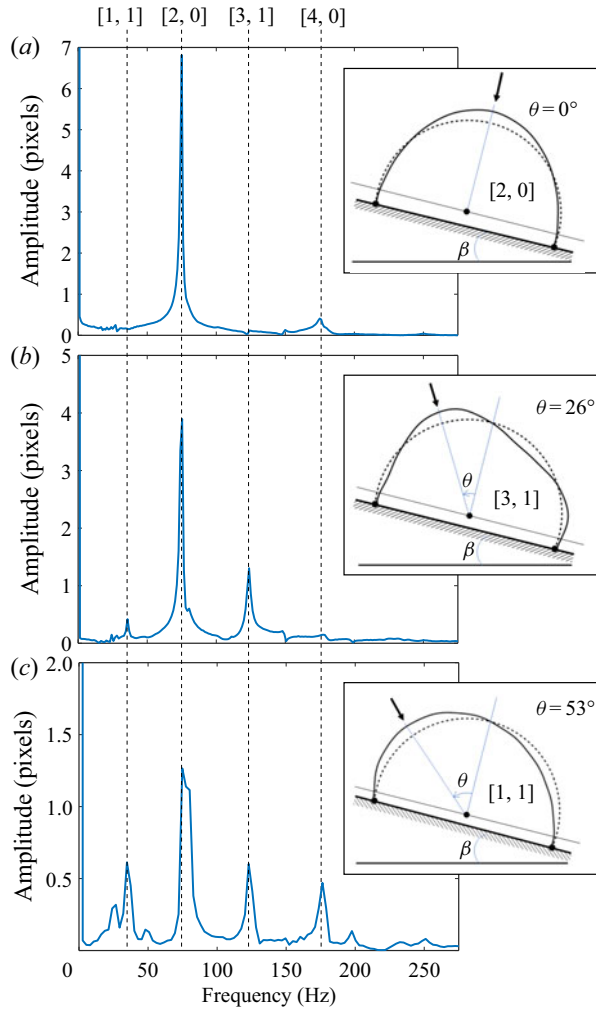 [1, 1] [2, 0] [3, 1] [4, 0]
(a)
7
6
5
4
3
2
1
0
Amplitude (pixels)
θ = 0°
[2, 0]
β
(b)
5
4
3
2
1
0
Amplitude (pixels)
θ = 26°
θ
[3, 1]
β
(c)
2.0
1.5
1.0
0.5
Amplitude (pixels)
θ = 53°
θ
[1, 1]
β
0 50 100 150 200 250
Frequency (Hz)